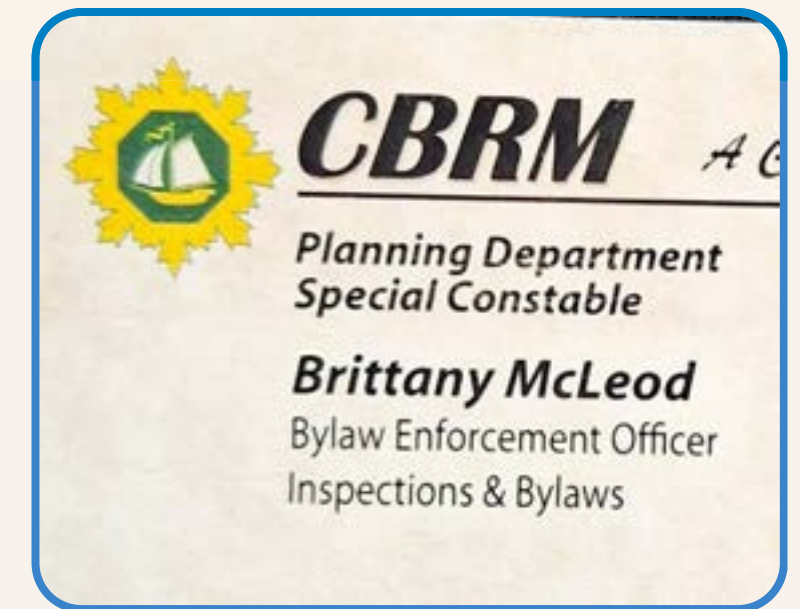 CBRM A
Planning Department
Special Constable
Brittany McLeod
Bylaw Enforcement Officer
Inspections & Bylaws